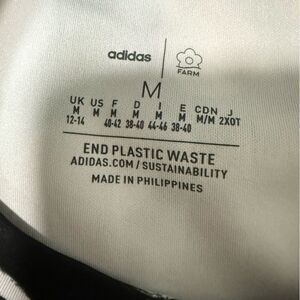 adidas
FARM
M
UK US F D I E CDN J
M M M M M M M/M 2XOT
12-14 40-42 38-40 44-46 38-40
END PLASTIC WASTE
ADIDAS.COM/SUSTAINABILITY
MADE IN PHILIPPINES